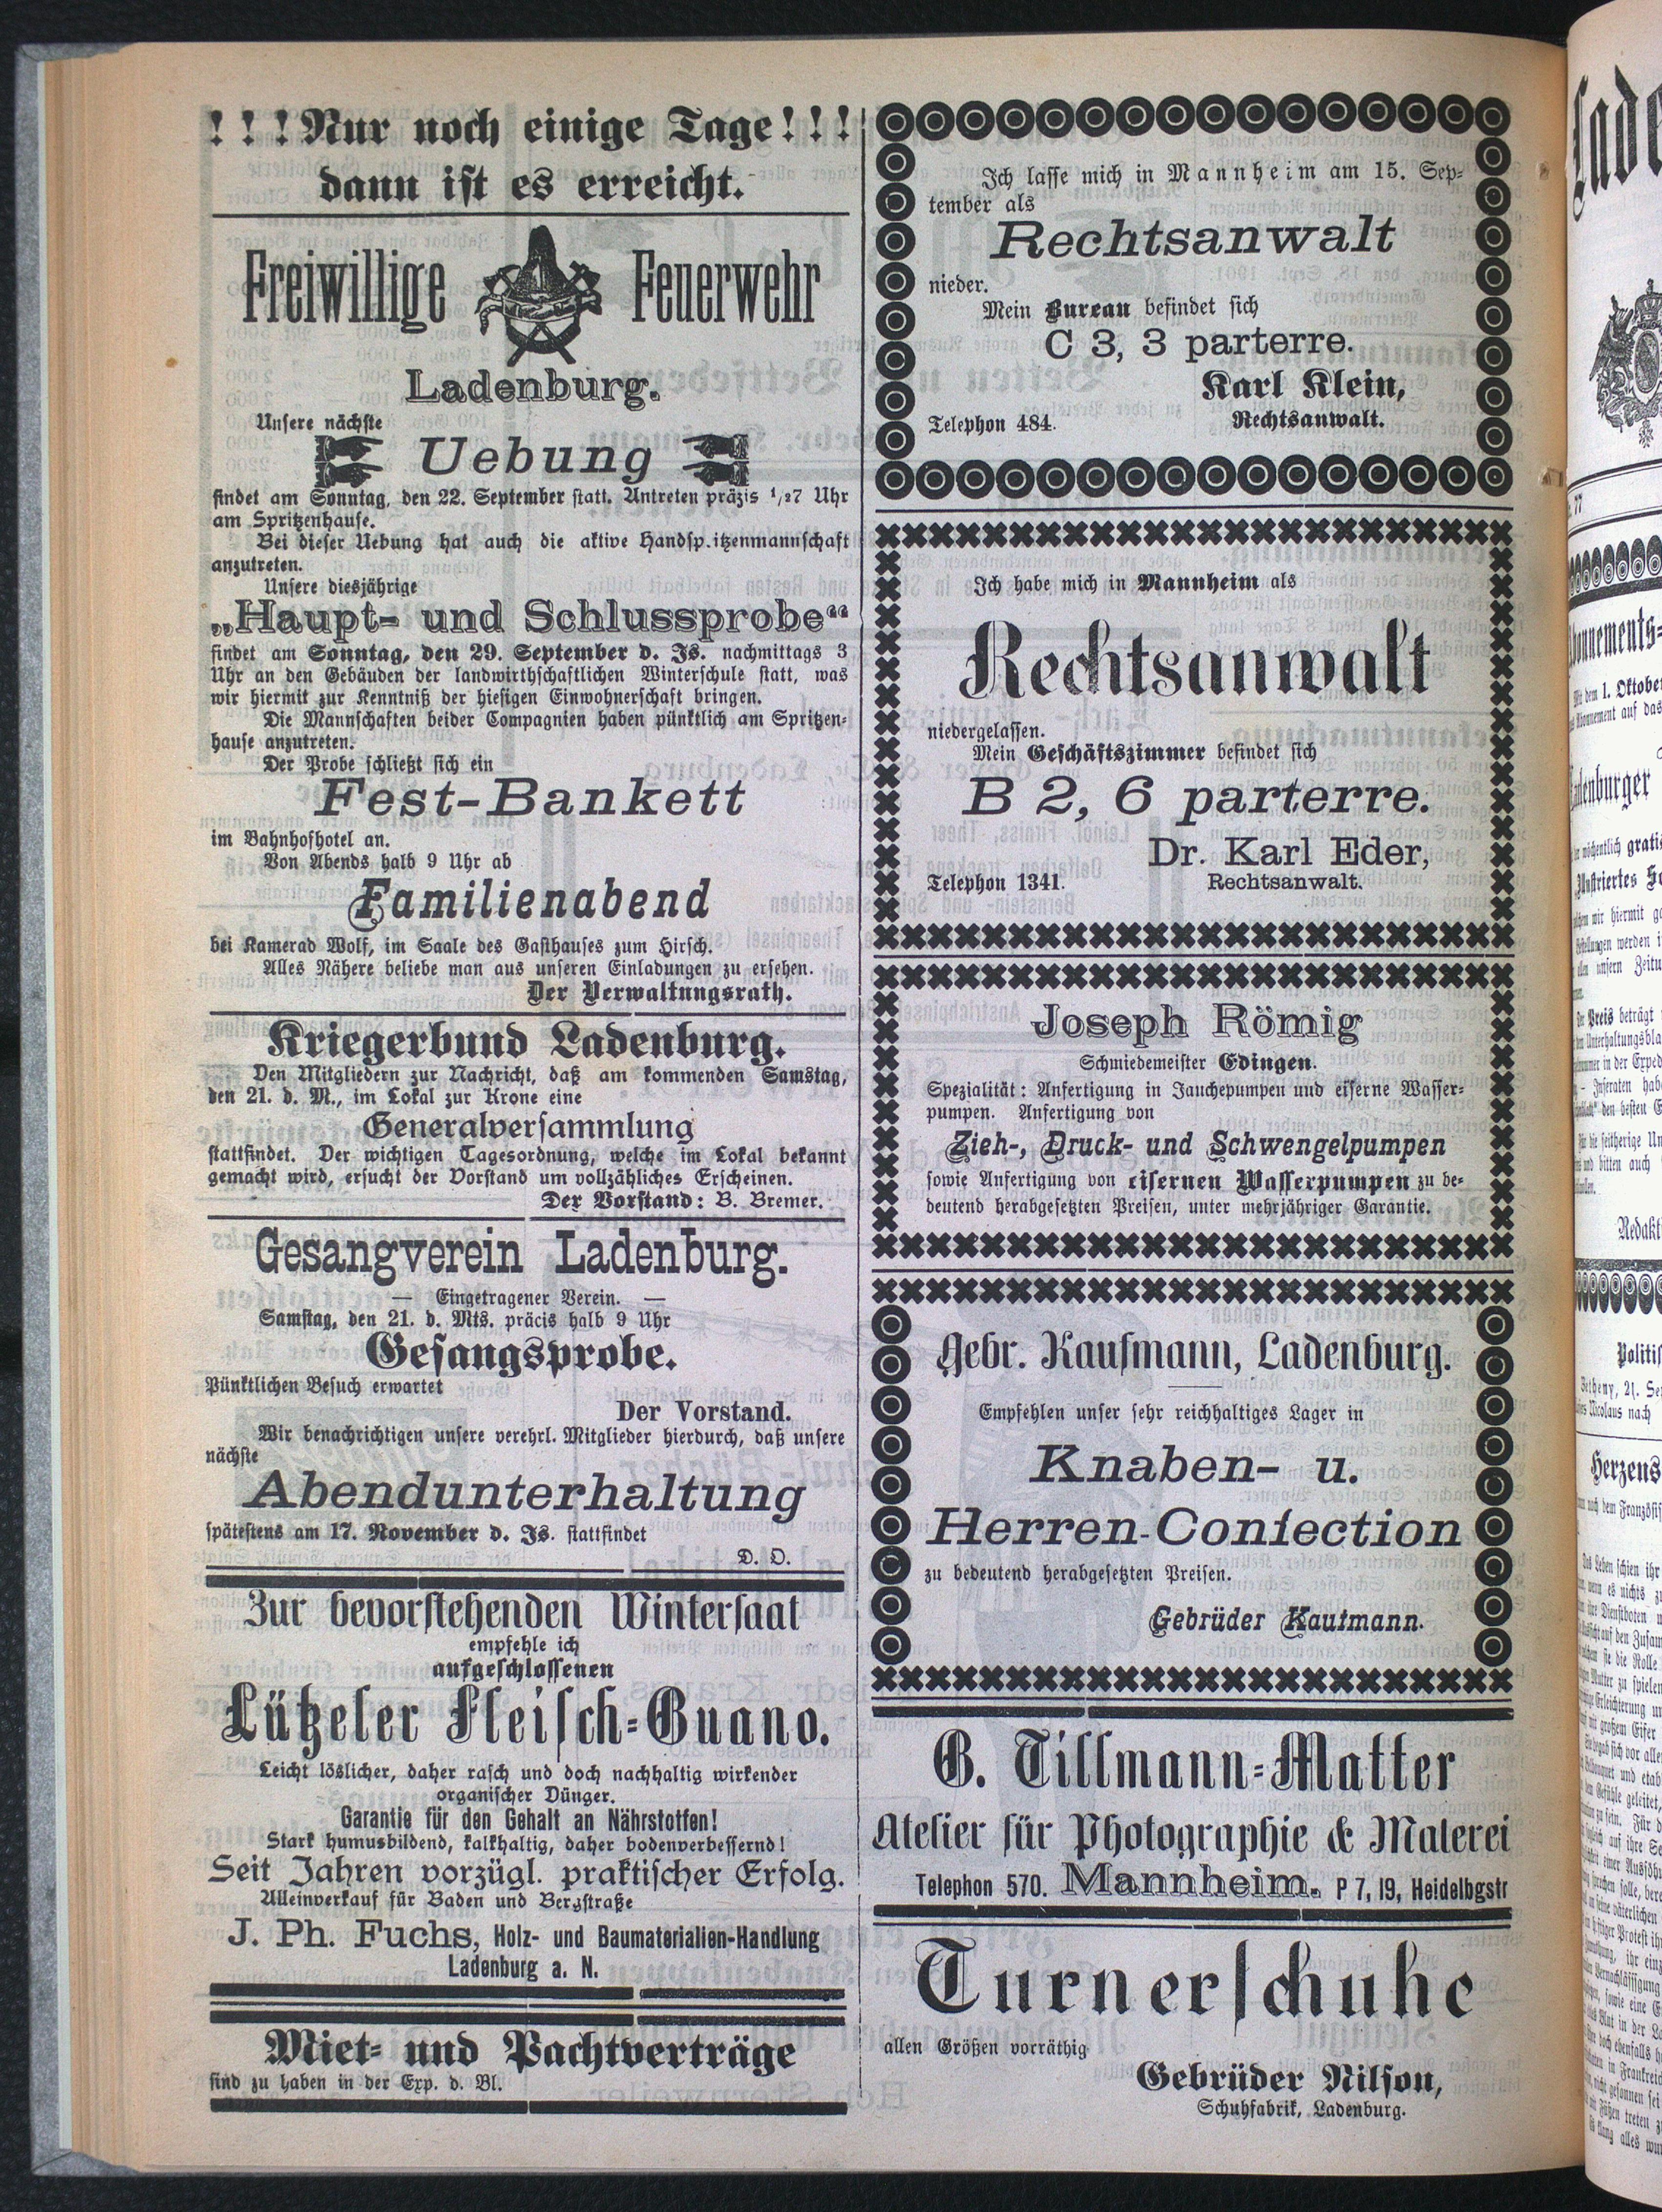 !!! Nur noch einige Tage!!!
dann ist es erreicht.
Freiwillige Feuerwehr
Ladenburg.
Unsere nächste
Uebung
findet am Sonntag, den 22. September statt. Antreten präzis 1/27 Uhr
am Spritzenhause.
Bei dieser Uebung hat auch die aktive Handsp.itzenmannschaft
anzutreten.
Unsere diesjährige
„Haupt- und Schlussprobe“
findet am Sonntag, den 29. September d. Js. nachmittags 3
Uhr an den Gebäuden der landwirthschaftlichen Winterschule statt, was
wir hiermit zur Kenntniß der hiesigen Einwohnerschaft bringen.
Die Mannschaften beider Compagnien haben pünktlich am Spritzen-
hause anzutreten.
Der Probe schließt sich ein
Fest-Bankett
im Bahnhofhotel an.
Von Abends halb 9 Uhr ab
Familienabend
bei Kamerad Wolf, im Saale des Gasthauses zum Hirsch.
Alles Nähere beliebe man aus unseren Einladungen zu ersehen.
Der Verwaltungsrath.
Kriegerbund Ladenburg.
Den Mitgliedern zur Nachricht, daß am kommenden Samstag,
den 21. d. M., im Lokal zur Krone eine
Generalversammlung
stattfindet. Der wichtigen Tagesordnung, welche im Lokal bekannt
gemacht wird, ersucht der Vorstand um vollzähliches Erscheinen.
Der Vorstand: B. Bremer.
Gesangverein Ladenburg.
— Eingetragener Verein. —
Samstag, den 21. d. Mts. präcis halb 9 Uhr
Gesangsprobe.
Pünktlichen Besuch erwartet
Der Vorstand.
Wir benachrichtigen unsere verehrl. Mitglieder hierdurch, daß unsere
nächste
Abendunterhaltung
spätestens am 17. November d. Js. stattfindet
D. O.
Zur bevorstehenden Wintersaat
empfehle ich
aufgeschlossenen
Lützeler Fleisch-Guano.
Leicht löslicher, daher rasch und doch nachhaltig wirkender
organischer Dünger.
Garantie für den Gehalt an Nährstoffen!
Stark humusbildend, kalkhaltig, daher bodenverbessernd!
Seit Jahren vorzügl. praktischer Erfolg.
Alleinverkauf für Baden und Bergstraße
J. Ph. Fuchs, Holz- und Baumaterialien-Handlung
Ladenburg a. N.
Miet- und Pachtverträge
sind zu haben in der Exp. d. Bl.
Ich lasse mich in Mannheim am 15. Sep-
tember als
Rechtsanwalt
nieder.
Mein Bureau befindet sich
C 3, 3 parterre.
Karl Klein,
Telephon 484. Rechtsanwalt.
Ich habe mich in Mannheim als
Rechtsanwalt
niedergelassen.
Mein Geschäftszimmer befindet sich
B 2, 6 parterre.
Dr. Karl Eder,
Telephon 1341. Rechtsanwalt.
Joseph Römig
Schmiedemeister Edingen.
Spezialität: Anfertigung in Jauchepumpen und eiserne Wasser-
pumpen. Anfertigung von
Zieh-, Druck- und Schwengelpumpen
sowie Anfertigung von eisernen Wasserpumpen zu be-
deutend herabgesetzten Preisen, unter mehrjähriger Garantie.
Gebr. Kaufmann, Ladenburg.
Empfehlen unser sehr reichhaltiges Lager in
Knaben- u.
Herren-Confection
zu bedeutend herabgesetzten Preisen.
Gebrüder Kaufmann.
G. Tillmann-Matter
Atelier für Photographie & Malerei
Telephon 570. Mannheim. P 7, 19, Heidelbgstr
Turnerschuhe
allen Größen vorräthig
Gebrüder Nilson,
Schuhfabrik, Ladenburg.